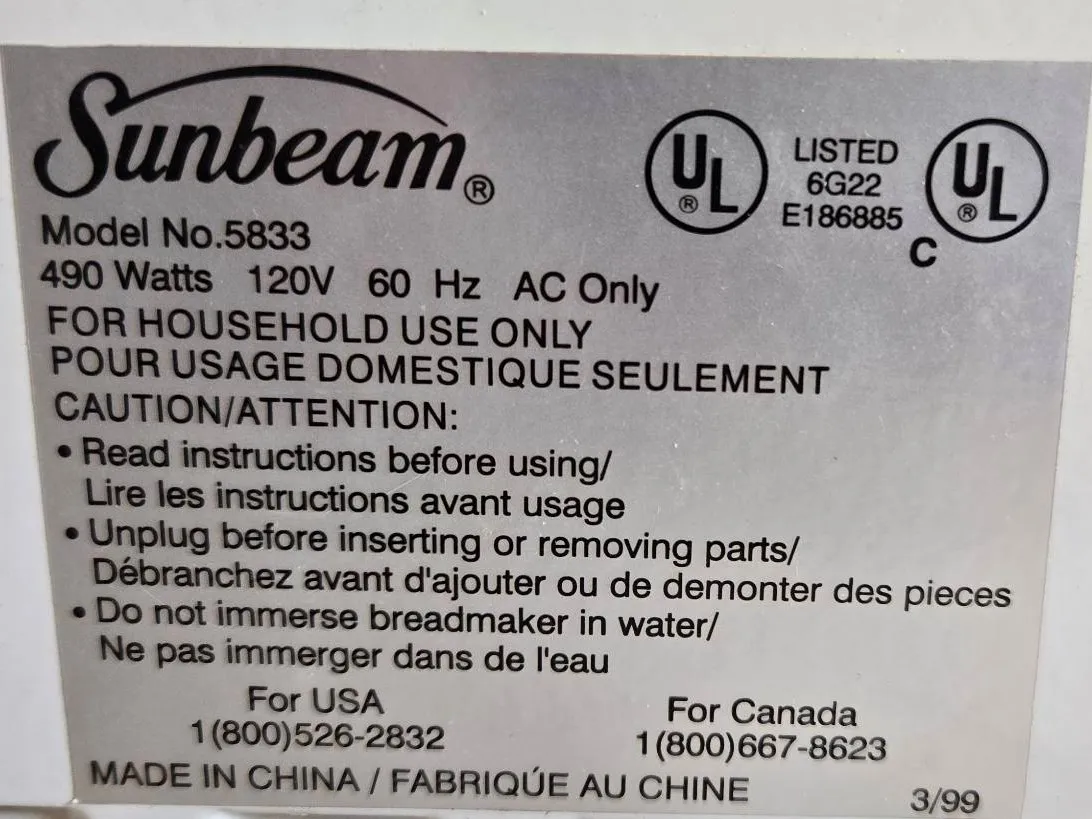 Sunbeam®
UL® LISTED 6G22 E186885 C UL®
Model No.5833
490 Watts 120V 60 Hz AC Only
FOR HOUSEHOLD USE ONLY
POUR USAGE DOMESTIQUE SEULEMENT
CAUTION/ATTENTION:
• Read instructions before using/
Lire les instructions avant usage
• Unplug before inserting or removing parts/
Débranchez avant d'ajouter ou de demonter des pieces
• Do not immerse breadmaker in water/
Ne pas immerger dans de l'eau
For USA
1(800)526-2832
For Canada
1(800)667-8623
MADE IN CHINA / FABRIQÚE AU CHINE
3/99